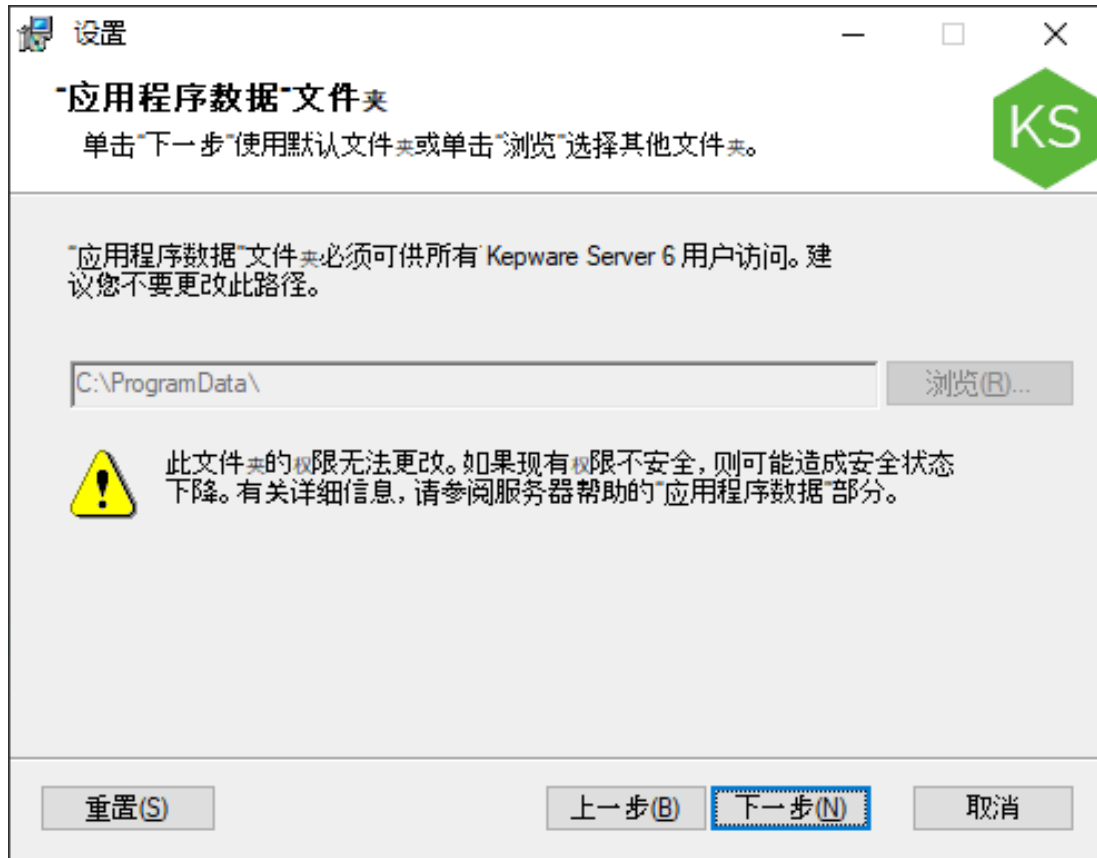 设置
"应用程序数据"文件夹
单击"下一步"使用默认文件夹或单击"浏览"选择其他文件夹。
KS
"应用程序数据"文件夹必须可供所有 Kepware Server 6 用户访问。建
议您不要更改此路径。
C:\ProgramData\
浏览(R)...
此文件夹的权限无法更改。如果现有权限不安全，则可能造成安全状态
下降。有关详细信息，请参阅服务器帮助的"应用程序数据"部分。
重置(S)
上一步(B)
下一步(N)
取消